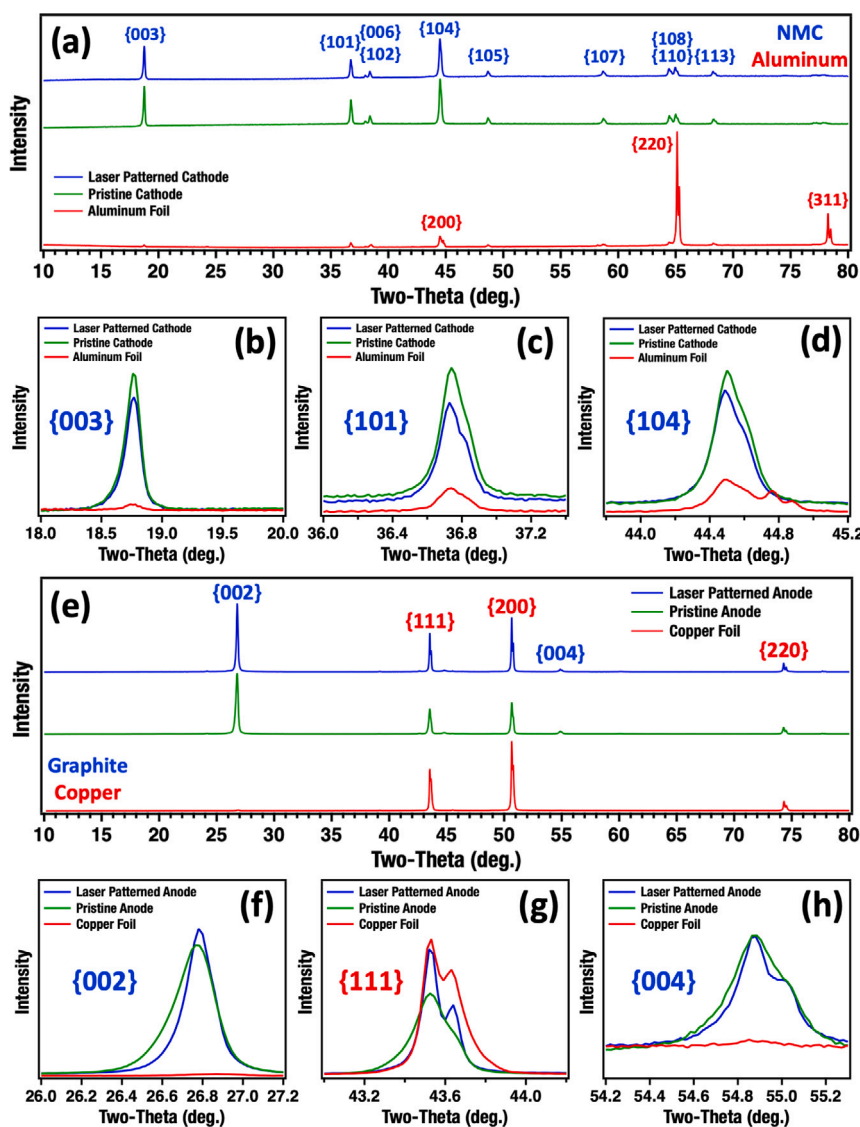 (a)
{003}
{101}
{006}
{102}
{104}
{105}
{107}
{108}
{110}
{113}
NMC
Aluminum
{220}
{200}
{311}
Laser Patterned Cathode
Pristine Cathode
Aluminum Foil
Intensity
10 15 20 25 30 35 40 45 50 55 60 65 70 75 80
Two-Theta (deg.)
(b)
Laser Patterned Cathode
Pristine Cathode
Aluminum Foil
{003}
Intensity
18.0 18.5 19.0 19.5 20.0
Two-Theta (deg.)
(c)
Laser Patterned Cathode
Pristine Cathode
Aluminum Foil
{101}
Intensity
36.0 36.4 36.8 37.2
Two-Theta (deg.)
(d)
Laser Patterned Cathode
Pristine Cathode
Aluminum Foil
{104}
Intensity
44.0 44.4 44.8 45.2
Two-Theta (deg.)
(e)
{002}
{111}
{200}
{004}
{220}
Laser Patterned Anode
Pristine Anode
Copper Foil
Graphite
Copper
Intensity
10 15 20 25 30 35 40 45 50 55 60 65 70 75 80
Two-Theta (deg.)
(f)
Laser Patterned Anode
Pristine Anode
Copper Foil
{002}
Intensity
26.0 26.2 26.4 26.6 26.8 27.0 27.2
Two-Theta (deg.)
(g)
Laser Patterned Anode
Pristine Anode
Copper Foil
{111}
Intensity
43.2 43.6 44.0
Two-Theta (deg.)
(h)
Laser Patterned Anode
Pristine Anode
Copper Foil
{004}
Intensity
54.2 54.4 54.6 54.8 55.0 55.2
Two-Theta (deg.)